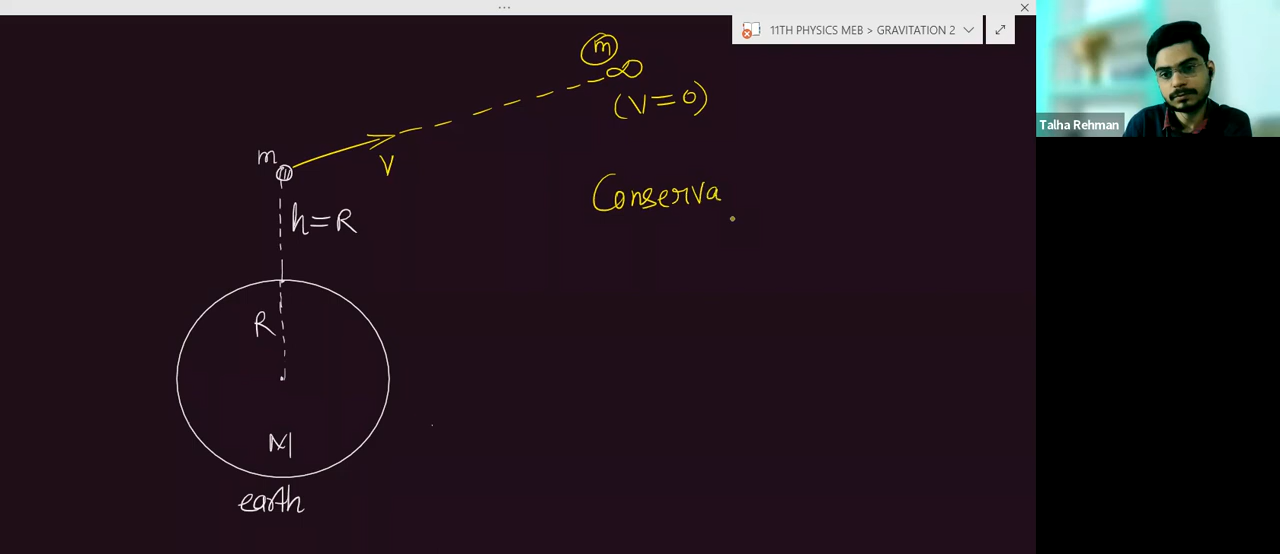 11TH PHYSICS MEB > GRAVITATION 2
m
∞
(v=0)
Talha Rehman
m
v
Conserva
h=R
R
M
earth